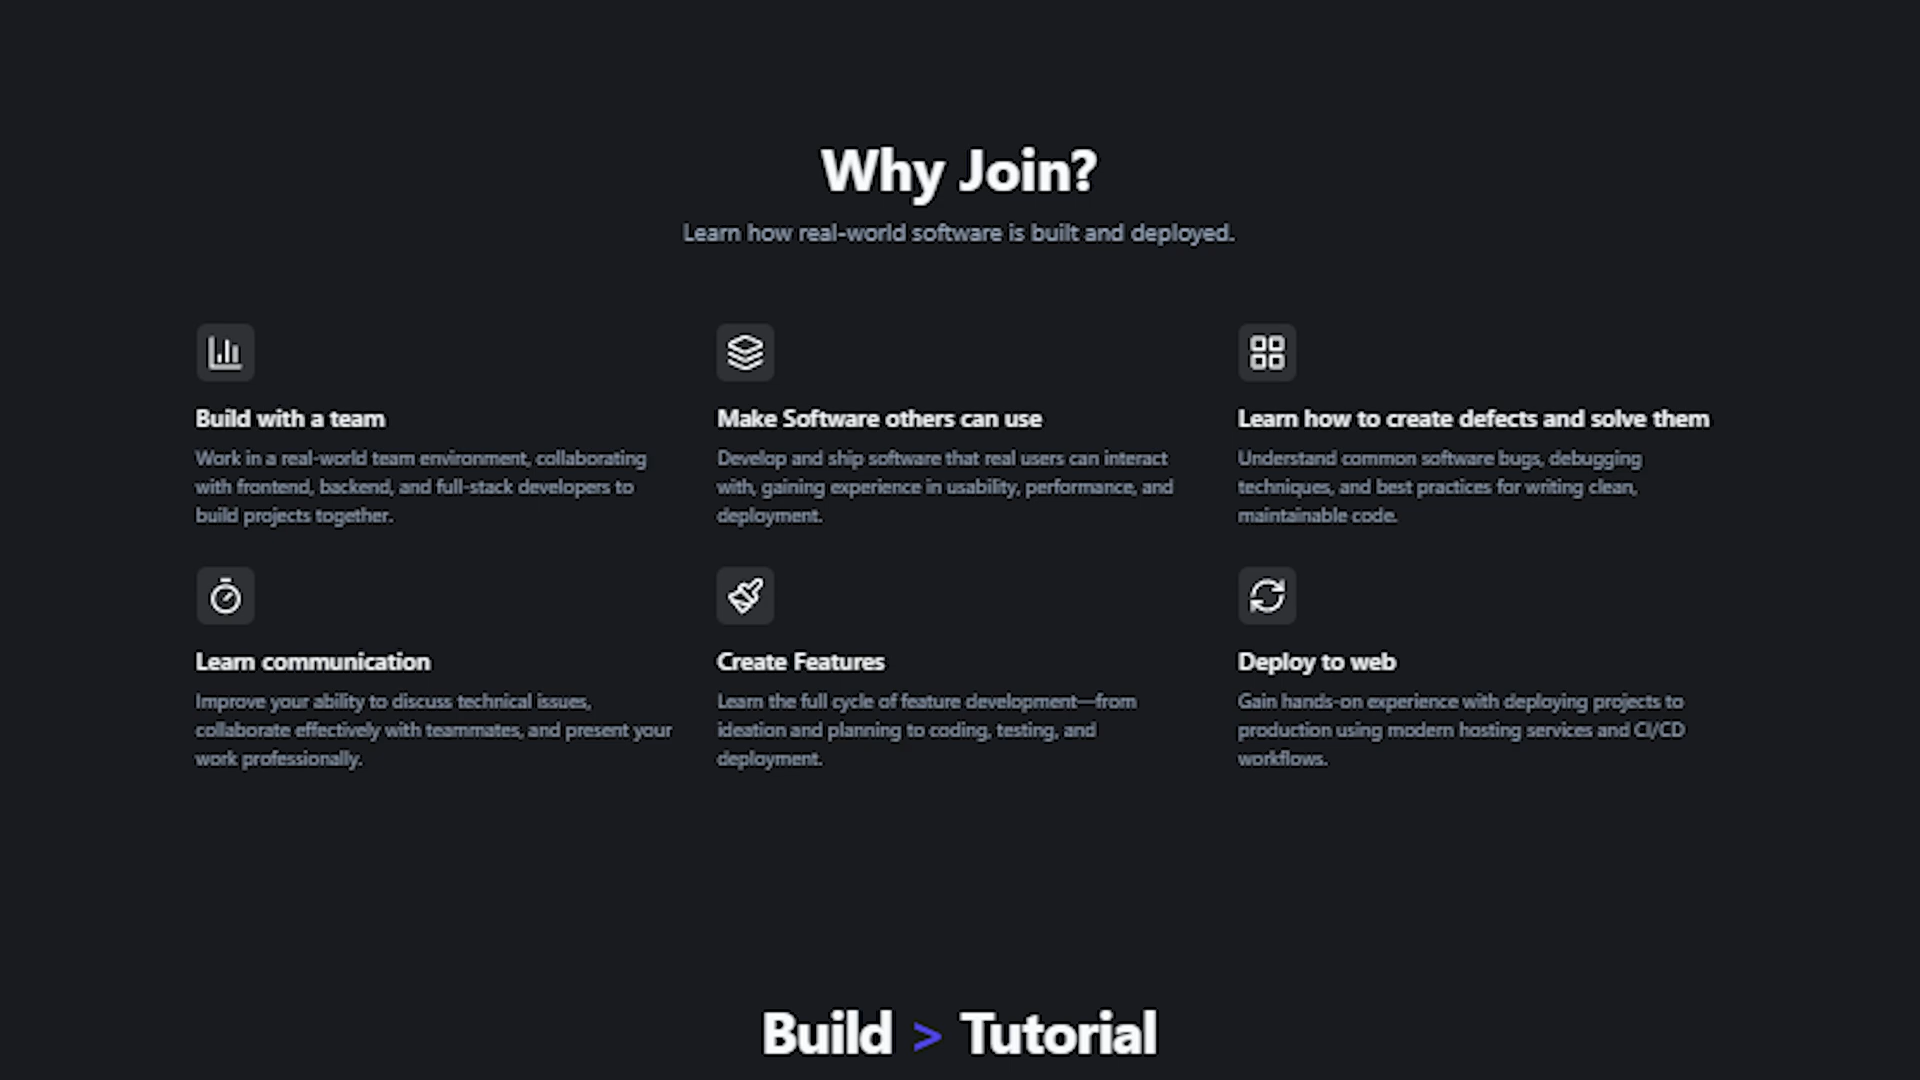 Why Join?
Learn how real-world software is built and deployed.
Build with a team
Work in a real-world team environment, collaborating
with frontend, backend, and full-stack developers to
build projects together.
Make Software others can use
Develop and ship software that real users can interact
with, gaining experience in usability, performance, and
deployment.
Learn how to create defects and solve them
Understand common software bugs, debugging
techniques, and best practices for writing clean,
maintainable code.
Learn communication
Improve your ability to discuss technical issues,
collaborate effectively with teammates, and present your
work professionally.
Create Features
Learn the full cycle of feature development—from
ideation and planning to coding, testing, and
deployment.
Deploy to web
Gain hands-on experience with deploying projects to
production using modern hosting services and CI/CD
workflows.
Build > Tutorial